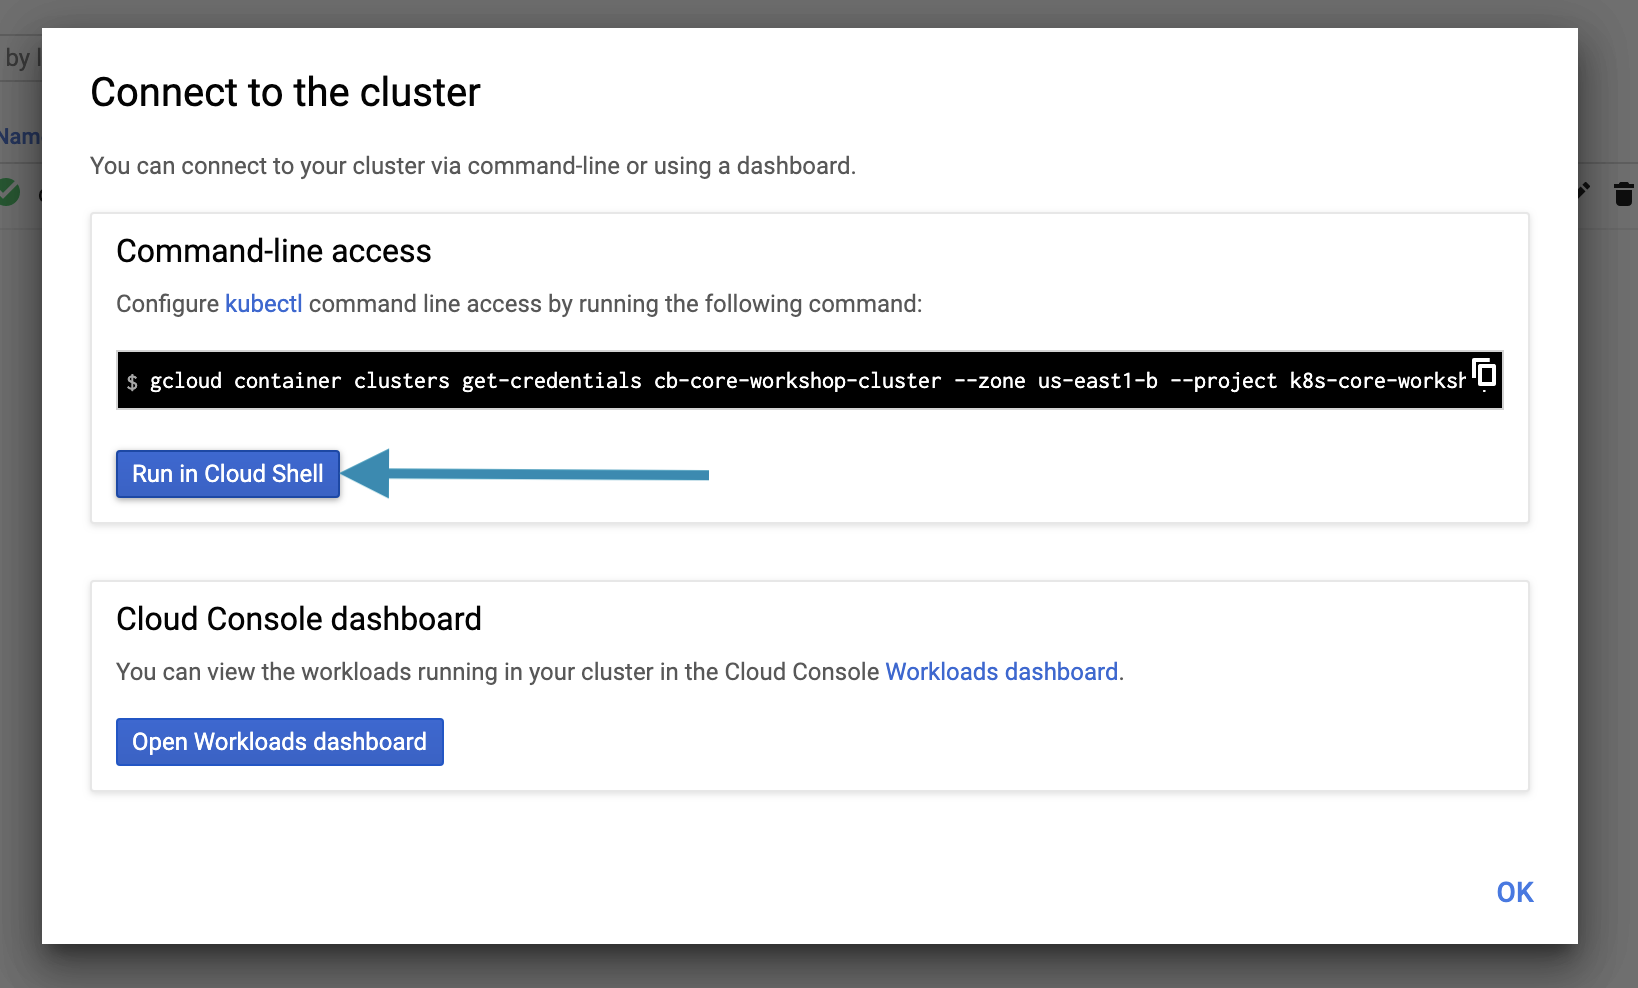 by
Connect to the cluster
You can connect to your cluster via command-line or using a dashboard.
Command-line access
Configure kubectl command line access by running the following command:
$ gcloud container clusters get-credentials cb-core-workshop-cluster --zone us-east1-b --project k8s-core-worksh
Run in Cloud Shell
Cloud Console dashboard
You can view the workloads running in your cluster in the Cloud Console Workloads dashboard.
Open Workloads dashboard
OK